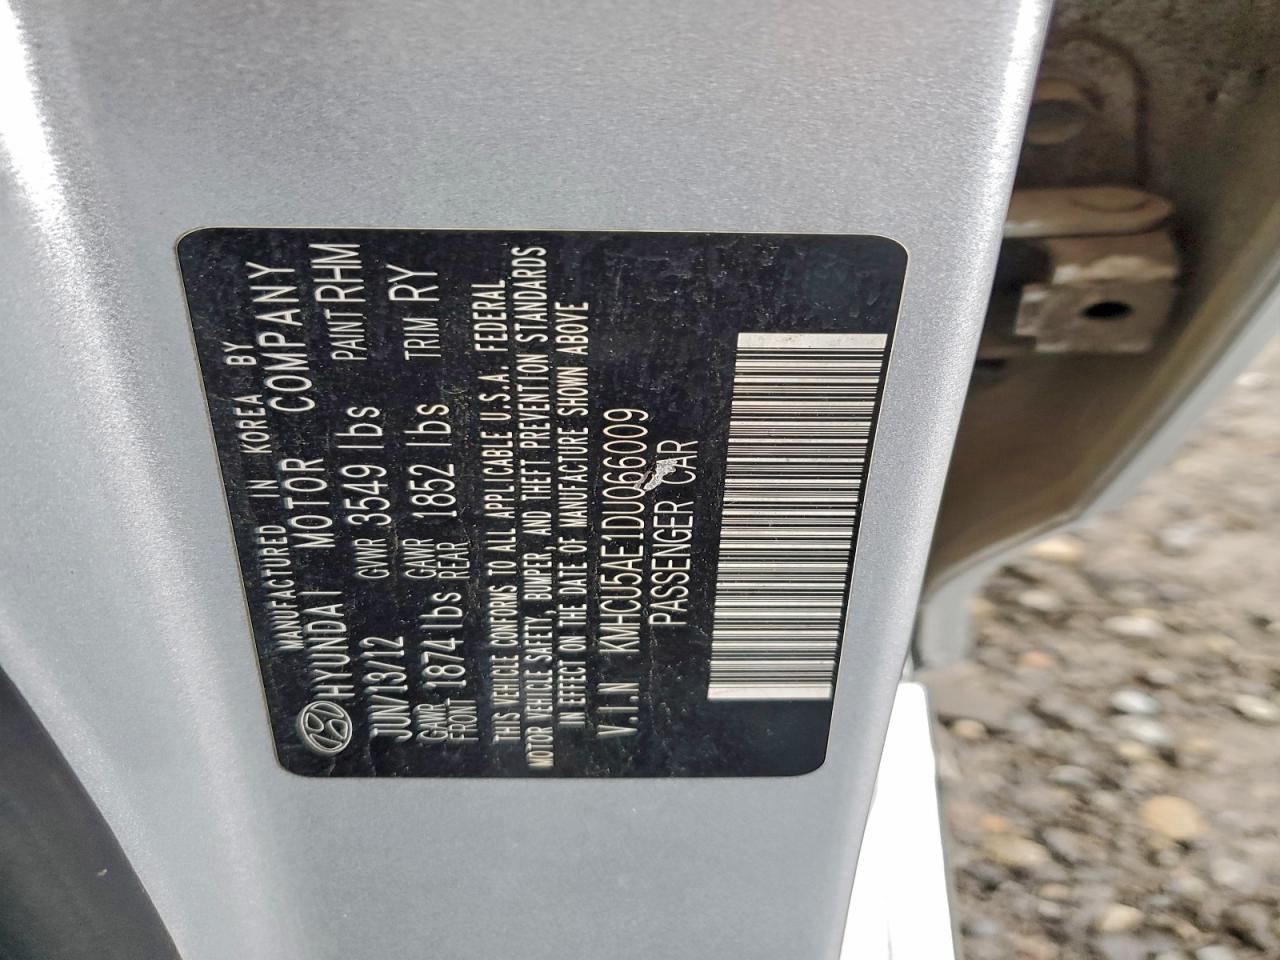 MANUFACTURED IN KOREA BY
HYUNDAI MOTOR COMPANY
JUN/13/12 GVWR 3549 lbs PAINT RHM
GAWR FRONT 1874 lbs GAWR REAR 1852 lbs TRIM RY
THIS VEHICLE CONFORMS TO ALL APPLICABLE U.S.A. FEDERAL
MOTOR VEHICLE SAFETY, BUMPER, AND THEFT PREVENTION STANDARDS
IN EFFECT ON THE DATE OF MANUFACTURE SHOWN ABOVE
V.I.N KMHCU5AE1DU066009
PASSENGER CAR